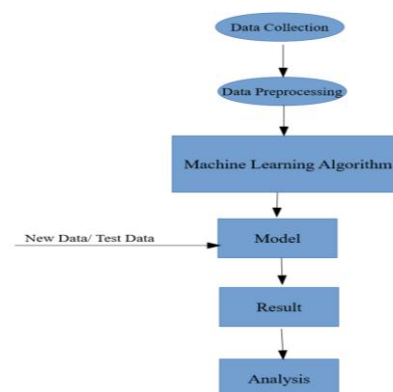 Data Collection
Data Preprocessing
Machine Learning Algorithm
New Data/ Test Data
Model
Result
Analysis